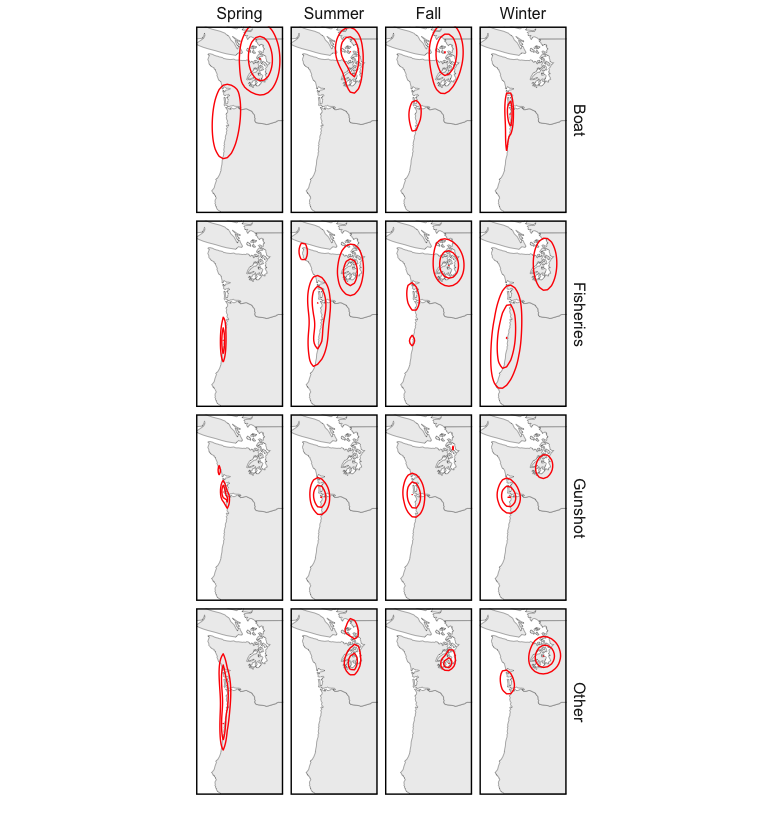 Spring Summer Fall Winter
Boat
Fisheries
Gunshot
Other